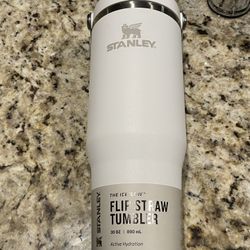 STANLEY
THE ICEFLOW™
FLIP STRAW
TUMBLER
30 OZ | 890 mL
Active Hydration
STANLEY